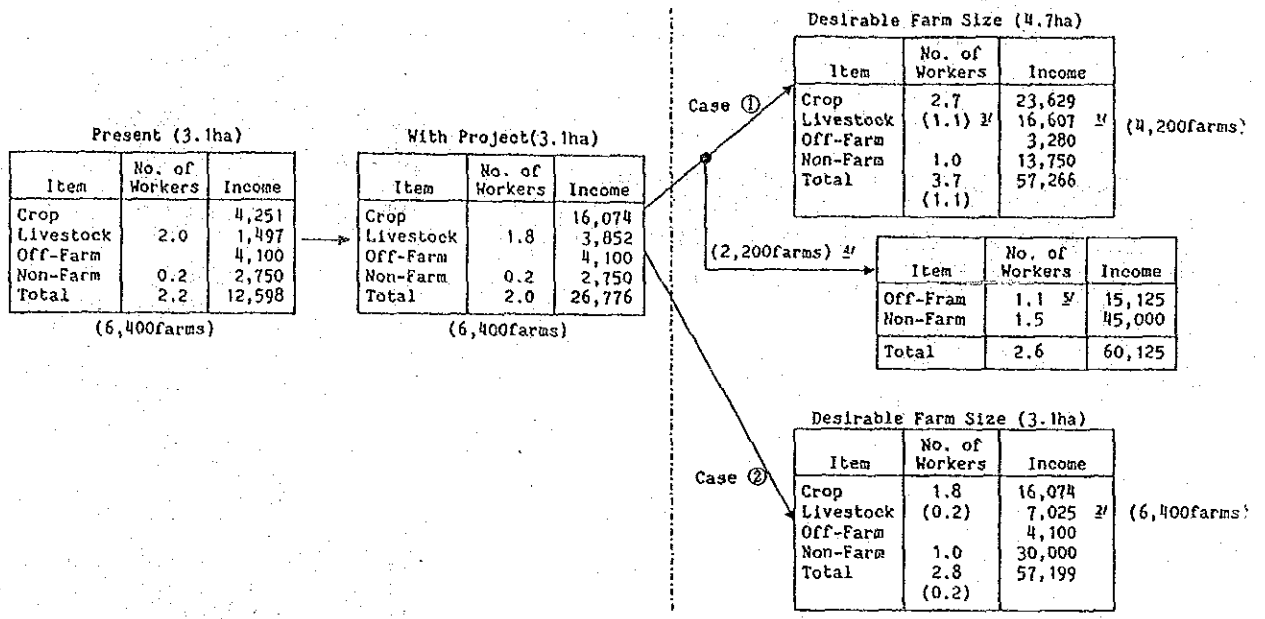 Present (3.1ha)
Item No. of Workers Income
Crop 4,251
Livestock 2.0 1,497
Off-Farm 4,100
Non-Farm 0.2 2,750
Total 2.2 12,598
(6,400farms)
With Project(3.1ha)
Item No. of Workers Income
Crop 16,074
Livestock 1.8 3,852
Off-Farm 4,100
Non-Farm 0.2 2,750
Total 2.0 26,776
(6,400farms)
Case ①
Desirable Farm Size (4.7ha)
Item No. of Workers Income
Crop 2.7 23,629
Livestock (1.1) 3/ 16,607 1/
Off-Farm 3,280
Non-Farm 1.0 13,750
Total 3.7 57,266
(1.1)
(4,200farms)
(2,200farms)
Item No. of Workers Income
Off-Fram 1.1 15,125
Non-Farm 1.5 45,000
Total 2.6 60,125
Case ②
Desirable Farm Size (3.1ha)
Item No. of Workers Income
Crop 1.8 16,074
Livestock (0.2) 7,025 2/
Off-Farm 4,100
Non-Farm 1.0 30,000
Total 2.8 57,199
(0.2)
(6,400farms)